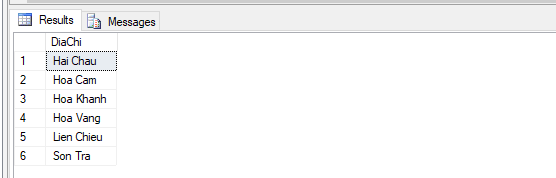 Results Messages
DiaChi
1 Hai Chau
2 Hoa Cam
3 Hoa Khanh
4 Hoa Vang
5 Lien Chieu
6 Son Tra